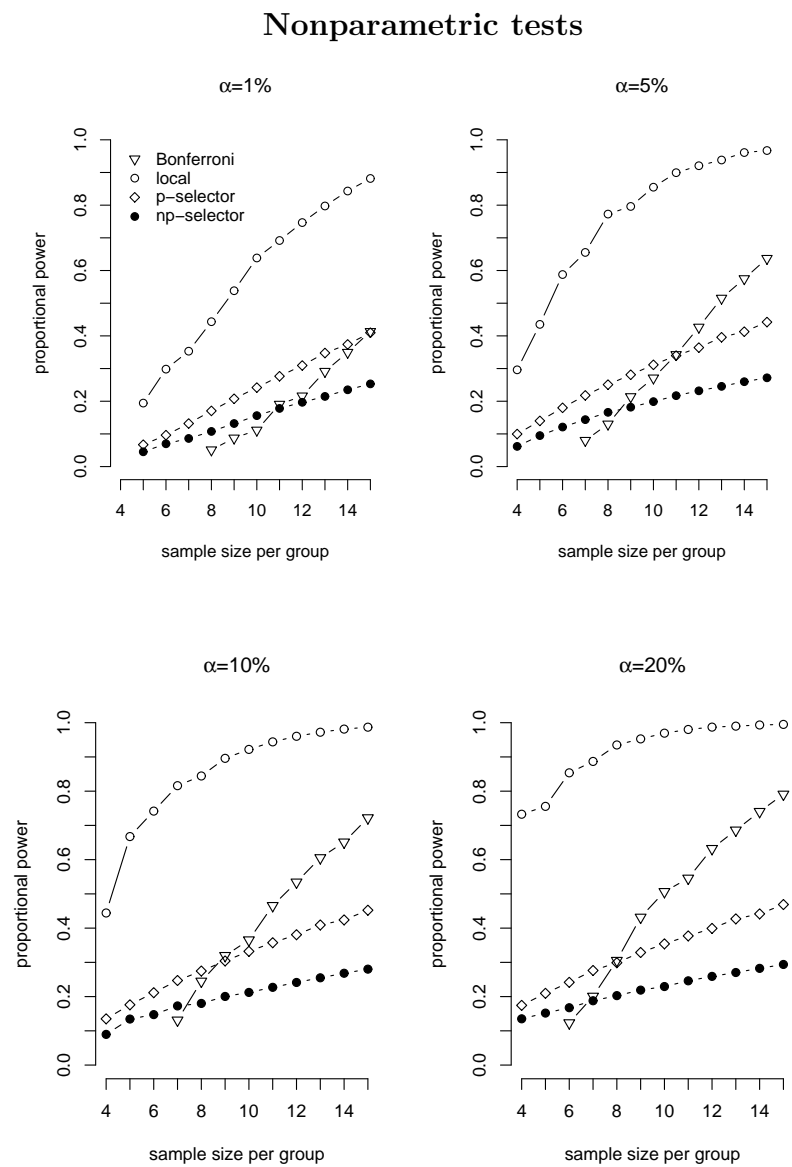 Nonparametric tests
α=1%
proportional power
0.0 0.2 0.4 0.6 0.8 1.0
Bonferroni
local
p−selector
np−selector
4 6 8 10 12 14
sample size per group
α=5%
proportional power
0.0 0.2 0.4 0.6 0.8 1.0
4 6 8 10 12 14
sample size per group
α=10%
proportional power
0.0 0.2 0.4 0.6 0.8 1.0
4 6 8 10 12 14
sample size per group
α=20%
proportional power
0.0 0.2 0.4 0.6 0.8 1.0
4 6 8 10 12 14
sample size per group